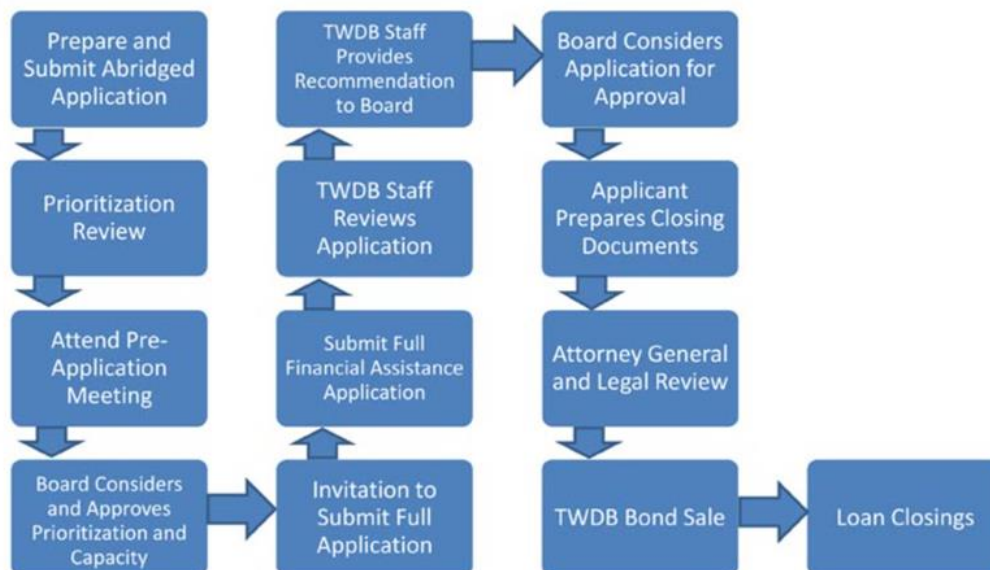 Prepare and
Submit Abridged
Application
Prioritization
Review
Attend Pre-
Application
Meeting
Board Considers
and Approves
Prioritization and
Capacity
Invitation to
Submit Full
Application
Submit Full
Financial Assistance
Application
TWDB Staff
Reviews
Application
TWDB Staff
Provides
Recommendation
to Board
Board Considers
Application for
Approval
Applicant
Prepares Closing
Documents
Attorney General
and Legal Review
TWDB Bond Sale
Loan Closings